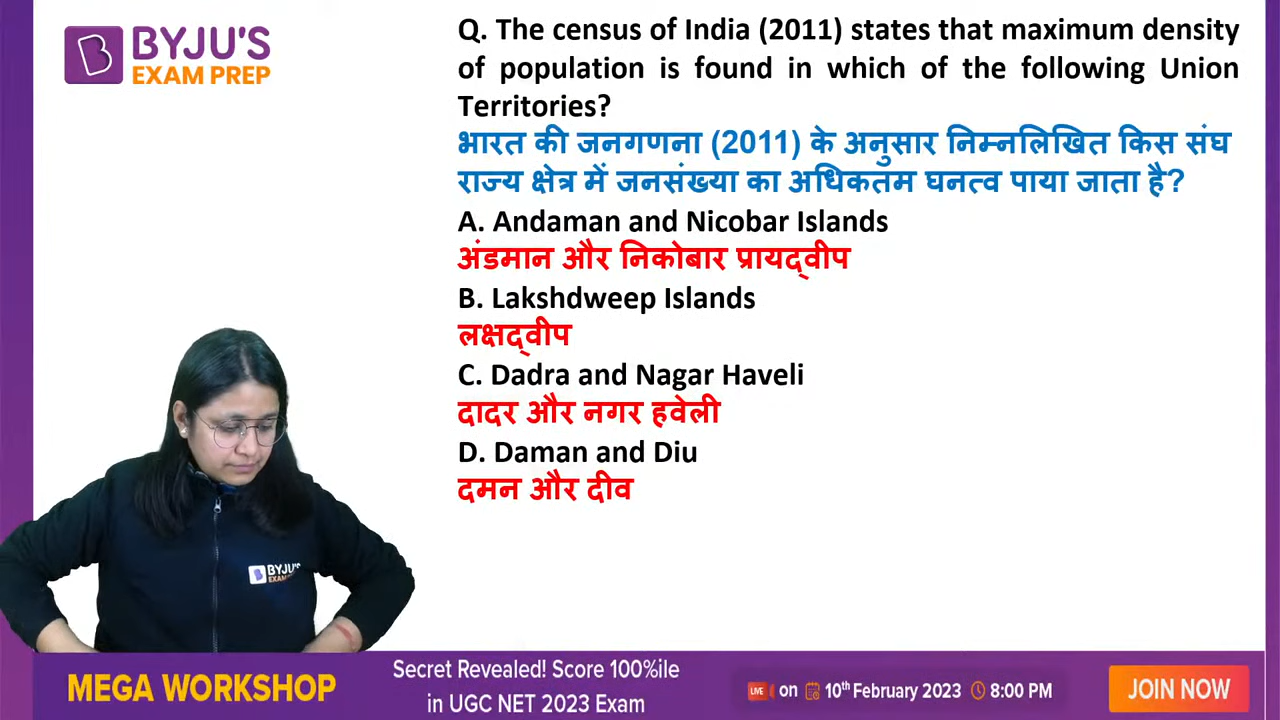 BYJU'S
EXAM PREP
Q. The census of India (2011) states that maximum density
of population is found in which of the following Union
Territories?
भारत की जनगणना (2011) के अनुसार निम्नलिखित किस संघ
राज्य क्षेत्र में जनसंख्या का अधिकतम घनत्व पाया जाता है?
A. Andaman and Nicobar Islands
अंडमान और निकोबार प्रायद्वीप
B. Lakshdweep Islands
लक्षद्वीप
C. Dadra and Nagar Haveli
दादर और नगर हवेली
D. Daman and Diu
दमन और दीव
BYJU'S
EXAM PREP
MEGA WORKSHOP
Secret Revealed! Score 100%ile
in UGC NET 2023 Exam
LIVE on 10th February 2023 8:00 PM
JOIN NOW